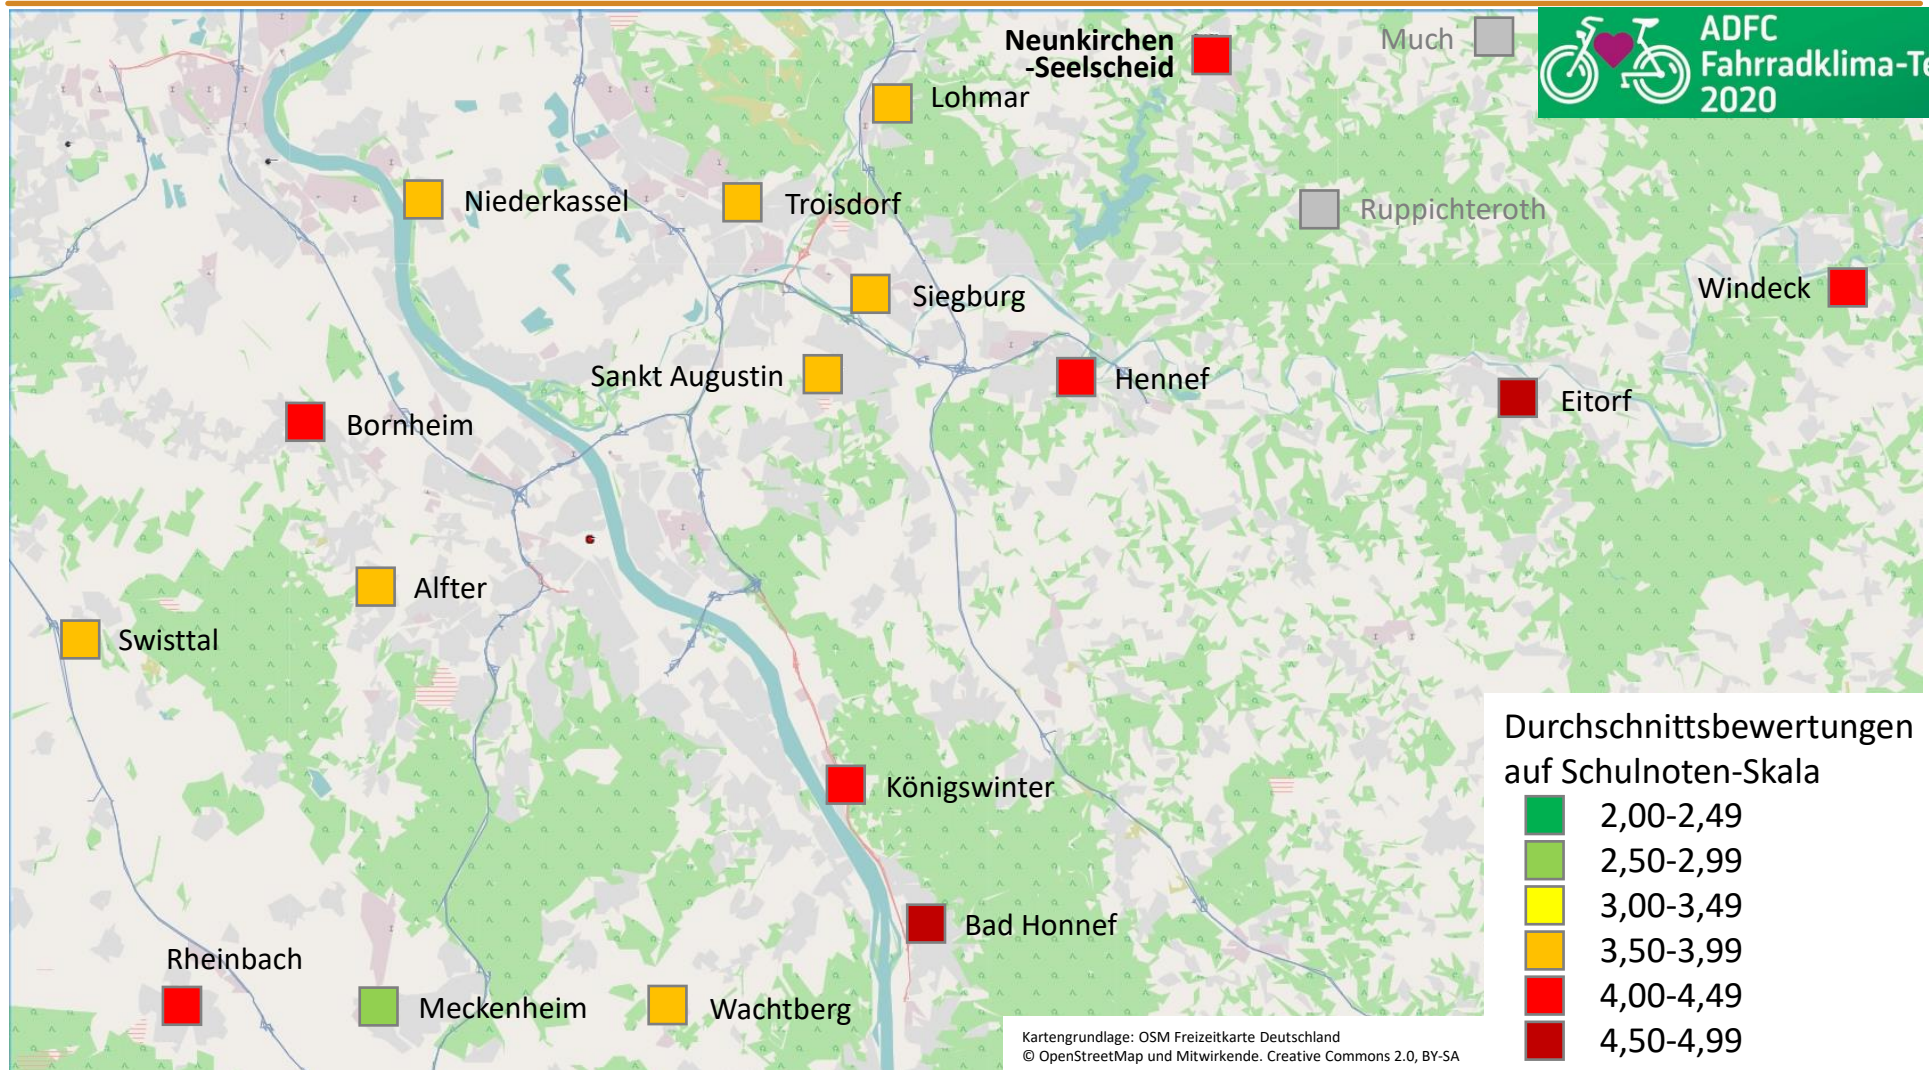 Neunkirchen
-Seelscheid
Much
ADFC
Fahrradklima-Te
2020
Lohmar
Niederkassel
Troisdorf
Ruppichteroth
Siegburg
Windeck
Sankt Augustin
Hennef
Eitorf
Bornheim
Alfter
Swisttal
Königswinter
Bad Honnef
Rheinbach
Meckenheim
Wachtberg
Durchschnittsbewertungen
auf Schulnoten-Skala
2,00-2,49
2,50-2,99
3,00-3,49
3,50-3,99
4,00-4,49
4,50-4,99
Kartengrundlage: OSM Freizeitkarte Deutschland
© OpenStreetMap und Mitwirkende. Creative Commons 2.0, BY-SA